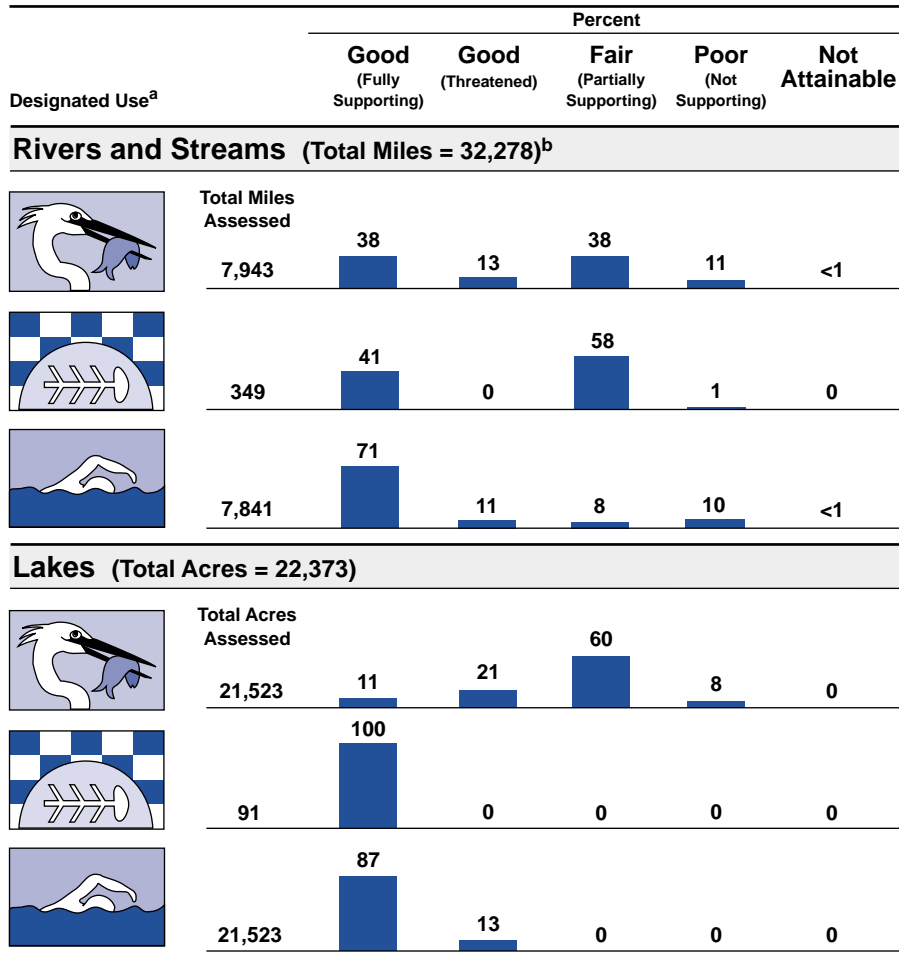 Percent
Designated Useᵃ
Good (Fully Supporting)
Good (Threatened)
Fair (Partially Supporting)
Poor (Not Supporting)
Not Attainable
Rivers and Streams (Total Miles = 32,278)ᵇ
Total Miles
Assessed
7,943 38 13 38 11 <1
349 41 0 58 1 0
7,841 71 11 8 10 <1
Lakes (Total Acres = 22,373)
Total Acres
Assessed
21,523 11 21 60 8 0
91 100 0 0 0 0
21,523 87 13 0 0 0